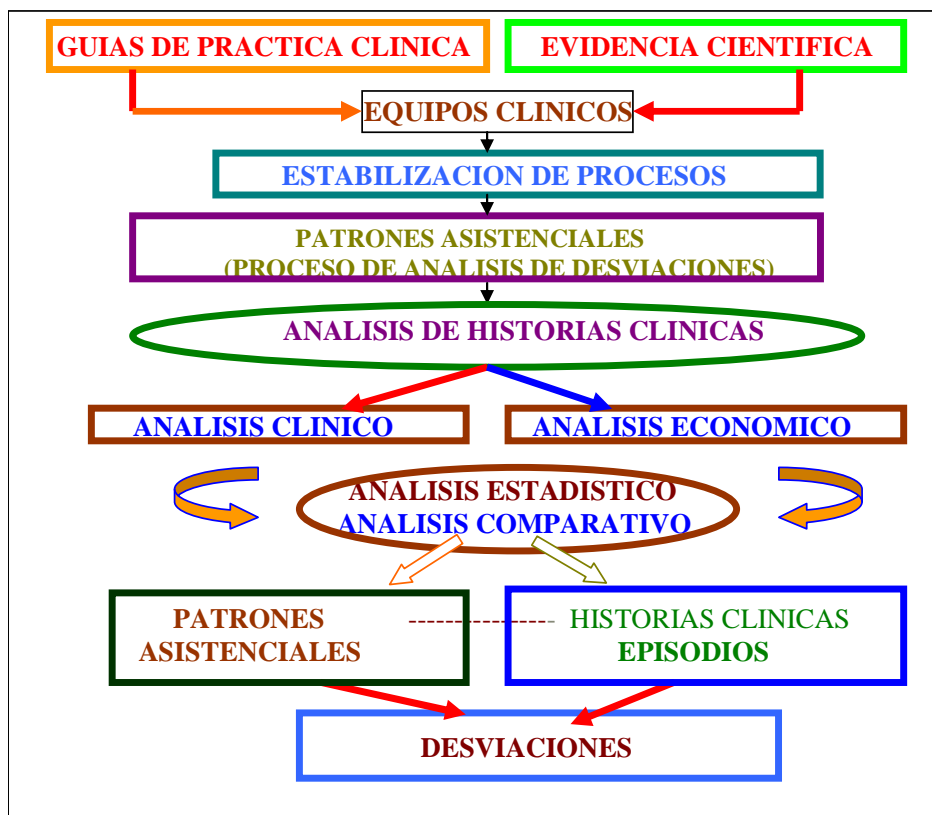 GUIAS DE PRACTICA CLINICA
EVIDENCIA CIENTIFICA
EQUIPOS CLINICOS
ESTABILIZACION DE PROCESOS
PATRONES ASISTENCIALES
(PROCESO DE ANALISIS DE DESVIACIONES)
ANALISIS DE HISTORIAS CLINICAS
ANALISIS CLINICO
ANALISIS ECONOMICO
ANALISIS ESTADISTICO
ANALISIS COMPARATIVO
PATRONES
ASISTENCIALES
HISTORIAS CLINICAS
EPISODIOS
DESVIACIONES